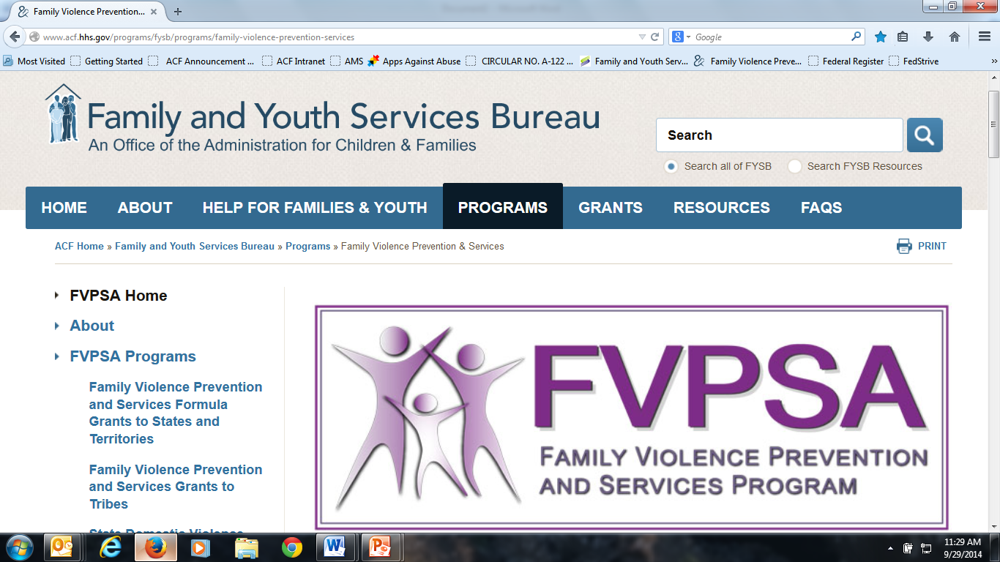 Family Violence Prevention...
www.acf.hhs.gov/programs/fysb/programs/family-violence-prevention-services
Google
Most Visited Getting Started ACF Announcement ... ACF Intranet AMS Apps Against Abuse CIRCULAR NO. A-122 ... Family and Youth Serv... Family Violence Preve... Federal Register FedStrive
Family and Youth Services Bureau
An Office of the Administration for Children & Families
Search
Search all of FYSB Search FYSB Resources
HOME ABOUT HELP FOR FAMILIES & YOUTH PROGRAMS GRANTS RESOURCES FAQS
ACF Home » Family and Youth Services Bureau » Programs » Family Violence Prevention & Services PRINT
FVPSA Home
About
FVPSA Programs
Family Violence Prevention
and Services Formula
Grants to States and
Territories
Family Violence Prevention
and Services Grants to
Tribes
State Domestic Violence
FVPSA
FAMILY VIOLENCE PREVENTION
AND SERVICES PROGRAM
11:29 AM
9/29/2014